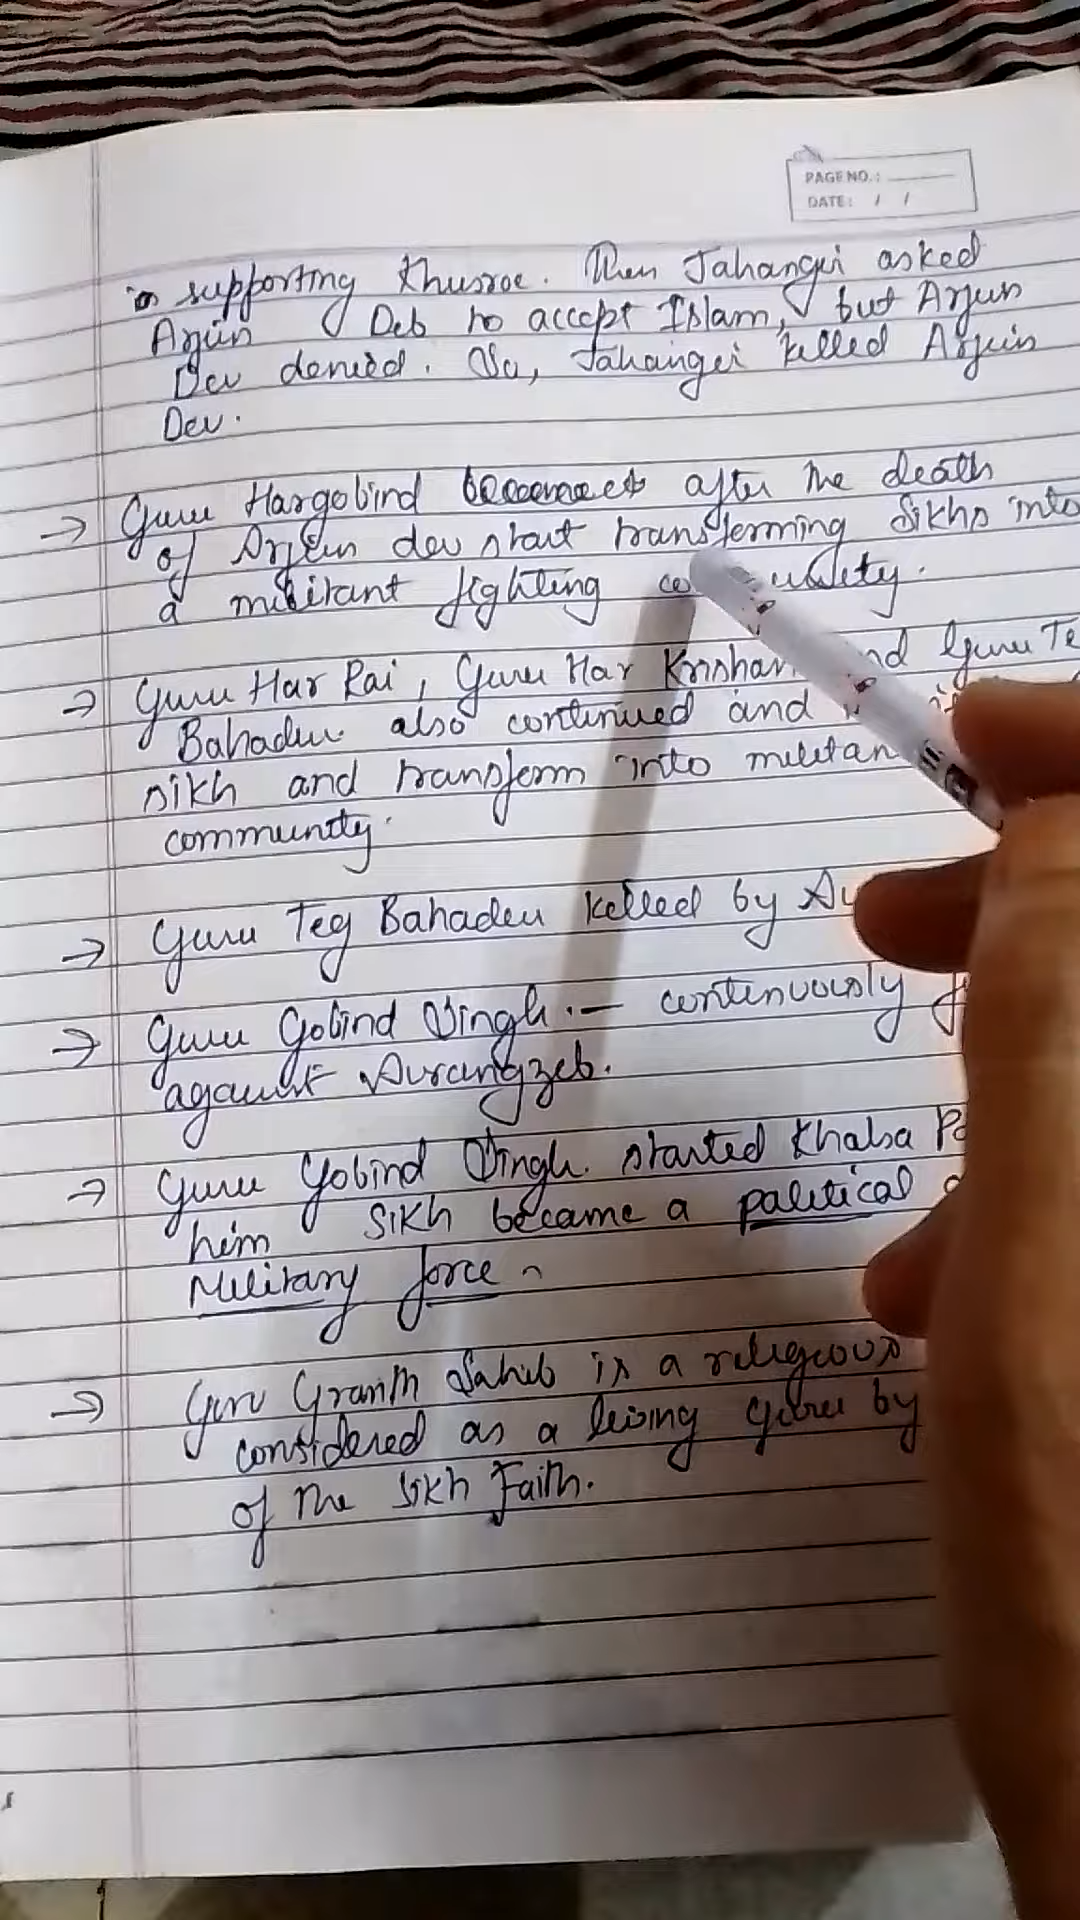 PAGE NO.:
DATE: / /
supporting Khusroe. Then Jahangir asked
Arjun Deb to accept Islam, but Arjun
Dev denied. So, Jahangir killed Arjun
Dev.
→ Guru Hargobind after the death
of Arjun dev start transforming Sikhs into
a militant fighting
→ Guru Har Rai, Guru Har Krishan Guru
Bahadur also continued and
sikh and transform into
community.
→ Guru Teg Bahadur killed by
→ Guru Gobind Singh :- continuously
against Aurangzeb.
→ Guru Gobind Singh started Khalsa
him Sikh became a political
Military force
→ Guru Granth Sahib is a religious
considered as a living guru by
of the Sikh Faith.